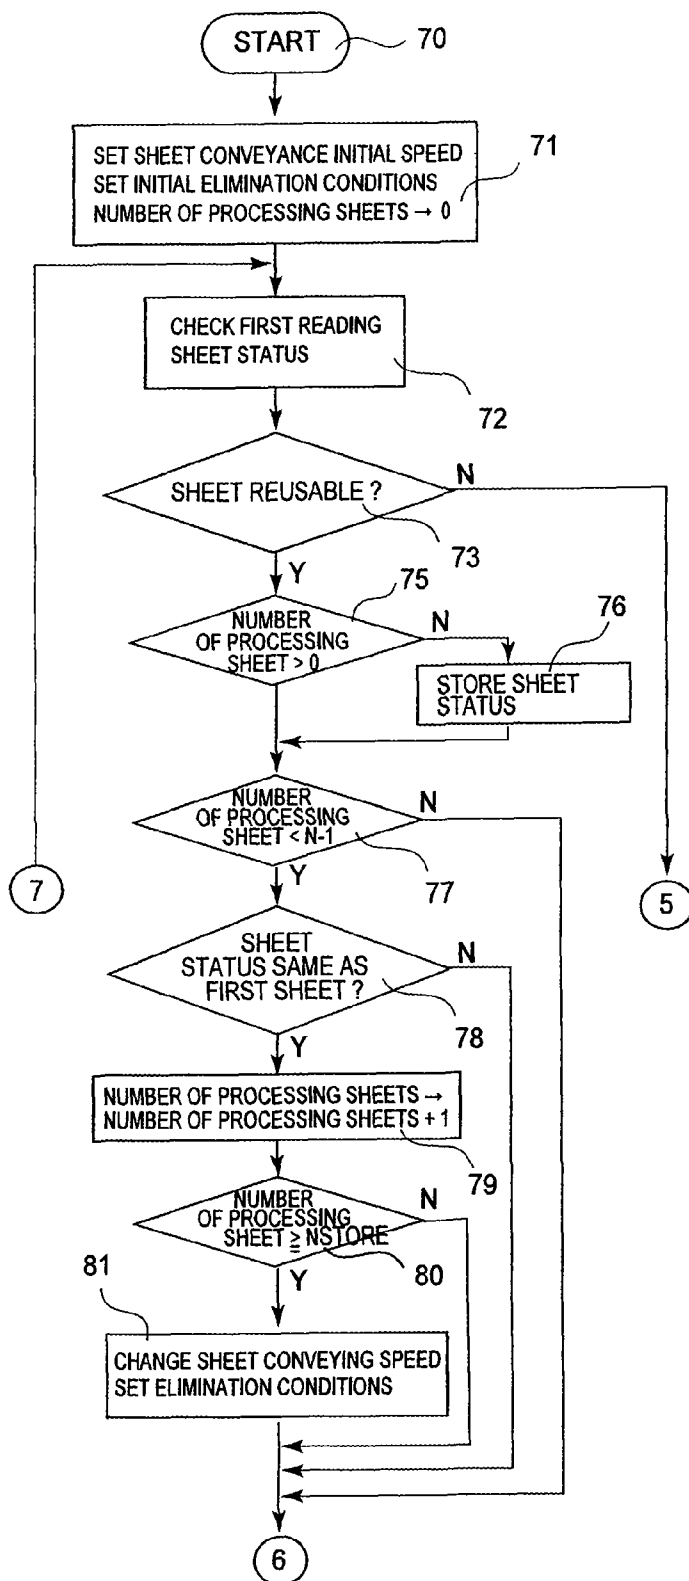 START
70
SET SHEET CONVEYANCE INITIAL SPEED
SET INITIAL ELIMINATION CONDITIONS
NUMBER OF PROCESSING SHEETS → 0
71
CHECK FIRST READING
SHEET STATUS
72
SHEET REUSABLE ?
N
73
Y
75
NUMBER
OF PROCESSING
SHEET > 0
N
76
STORE SHEET
STATUS
NUMBER
OF PROCESSING
SHEET < N-1
N
77
Y
7
5
SHEET
STATUS SAME AS
FIRST SHEET ?
N
78
Y
NUMBER OF PROCESSING SHEETS →
NUMBER OF PROCESSING SHEETS + 1
79
NUMBER
OF PROCESSING
SHEET ≧ NSTORE
N
80
Y
81
CHANGE SHEET CONVEYING SPEED
SET ELIMINATION CONDITIONS
6